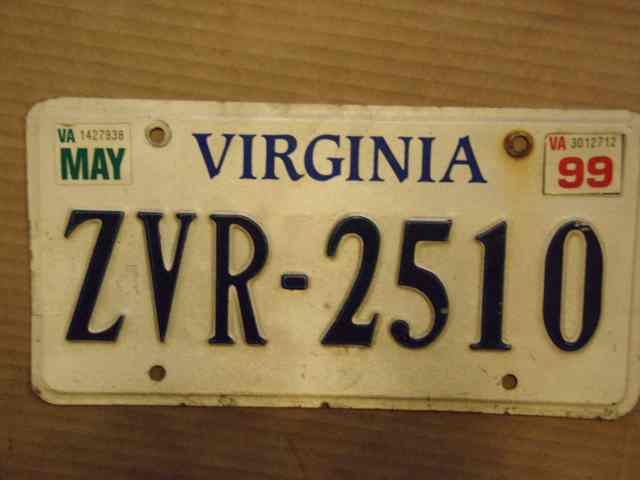 VA 1427938
MAY
VIRGINIA
VA 3012712
99
ZVR-2510